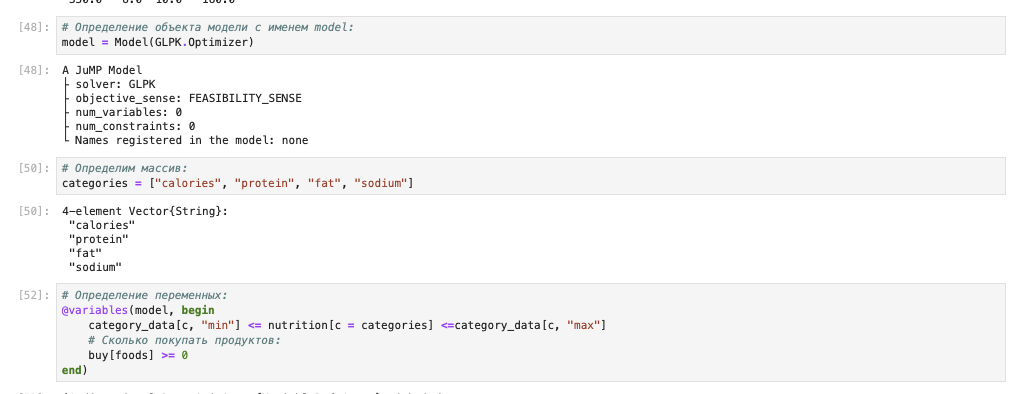 [48]: # Определение объекта модели с именем model:
model = Model(GLPK.Optimizer)
[48]: A JuMP Model
├ solver: GLPK
├ objective_sense: FEASIBILITY_SENSE
├ num_variables: 0
├ num_constraints: 0
└ Names registered in the model: none
[50]: # Определим массив:
categories = ["calories", "protein", "fat", "sodium"]
[50]: 4-element Vector{String}:
"calories"
"protein"
"fat"
"sodium"
[52]: # Определение переменных:
@variables(model, begin
category_data[c, "min"] <= nutrition[c = categories] <=category_data[c, "max"]
# Сколько покупать продуктов:
buy[foods] >= 0
end)